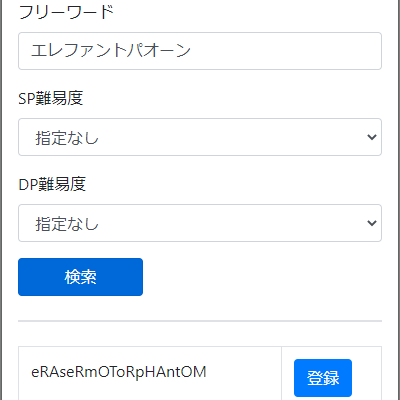 フリーワード
エレファントパオーン
SP難易度
指定なし
DP難易度
指定なし
検索
eRAseRmOToRpHAntOM
登録